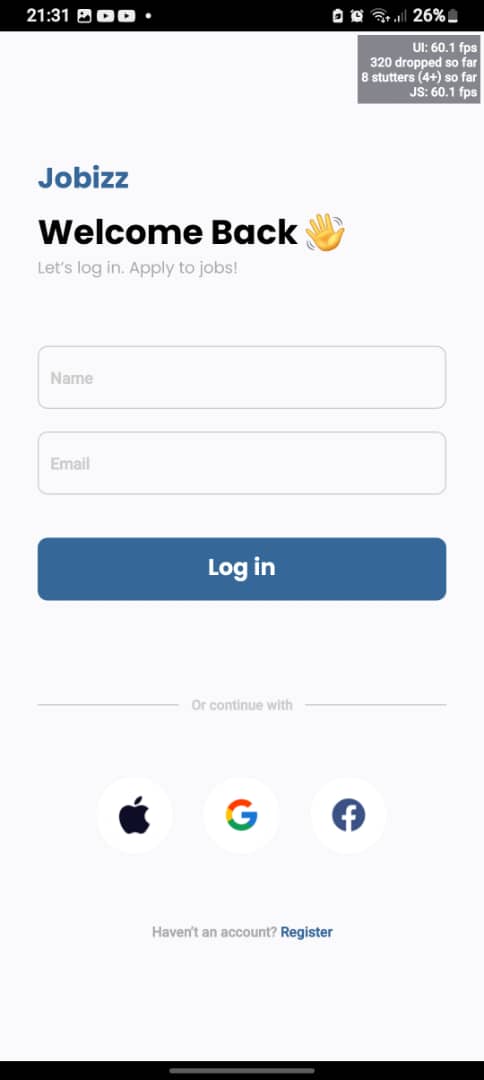 21:31
26%
UI: 60.1 fps
320 dropped so far
8 stutters (4+) so far
JS: 60.1 fps
Jobizz
Welcome Back 👋
Let's log in. Apply to jobs!
Name
Email
Log in
Or continue with
Haven't an account? Register